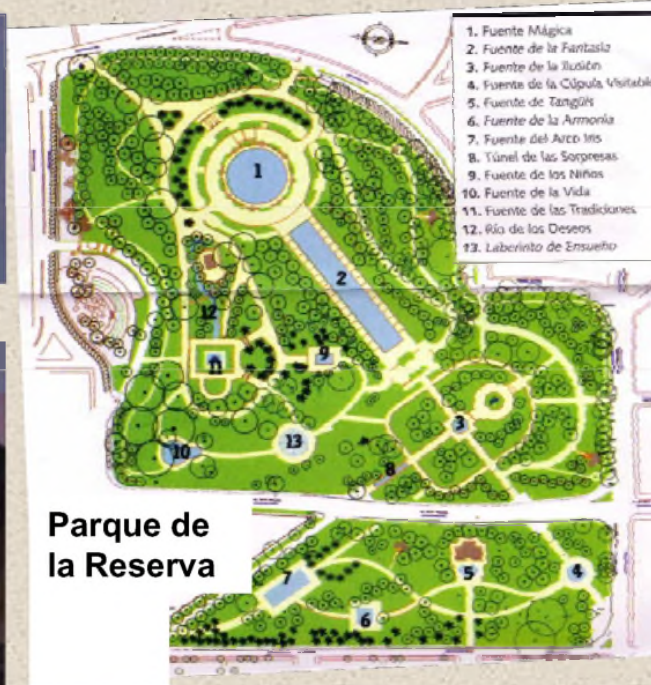 1. Fuente Mágica
2. Fuente de la Fantasia
3. Fuente de la Ilusión
4. Fuente de la Cúpula Visitable
5. Fuente de Tangüis
6. Fuente de la Armonía
7. Fuente del Arco Iris
8. Túnel de las Sorpresas
9. Fuente de los Niños
10. Fuente de la Vida
11. Fuente de las Tradiciones
12. Río de los Deseos
13. Laberinto de Ensueño
1
2
12
11
9
3
13
10
8
Parque de
la Reserva
7
5
4
6